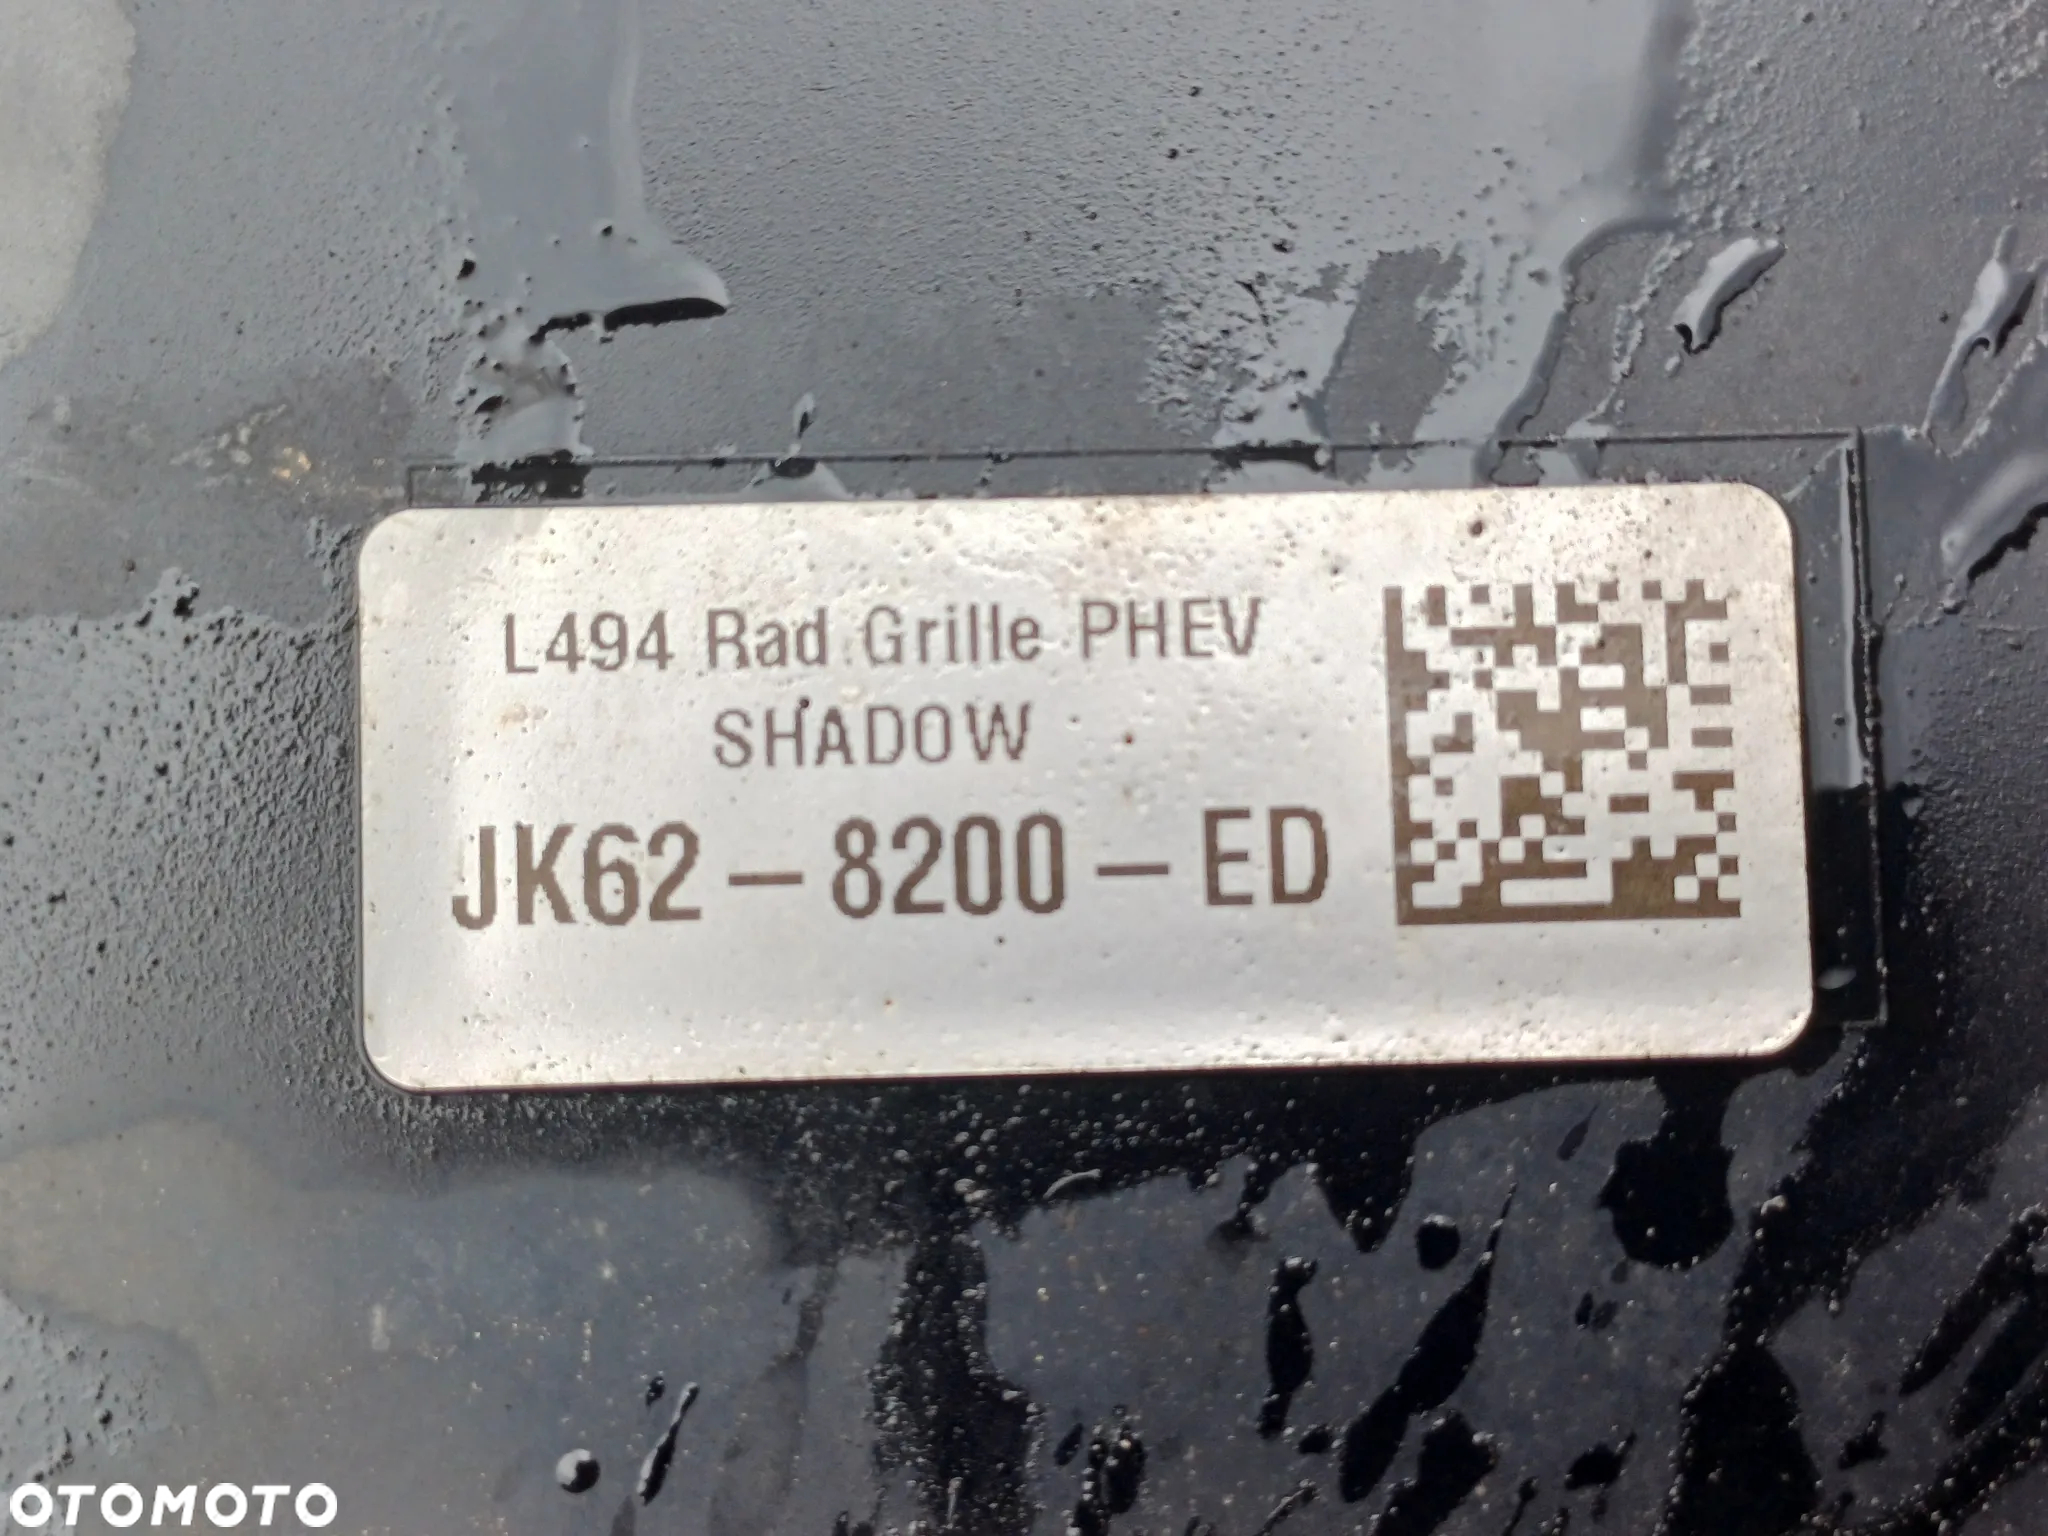 L494 Rad Grille PHEV
SHADOW
JK62-8200-ED
OTOMOTO